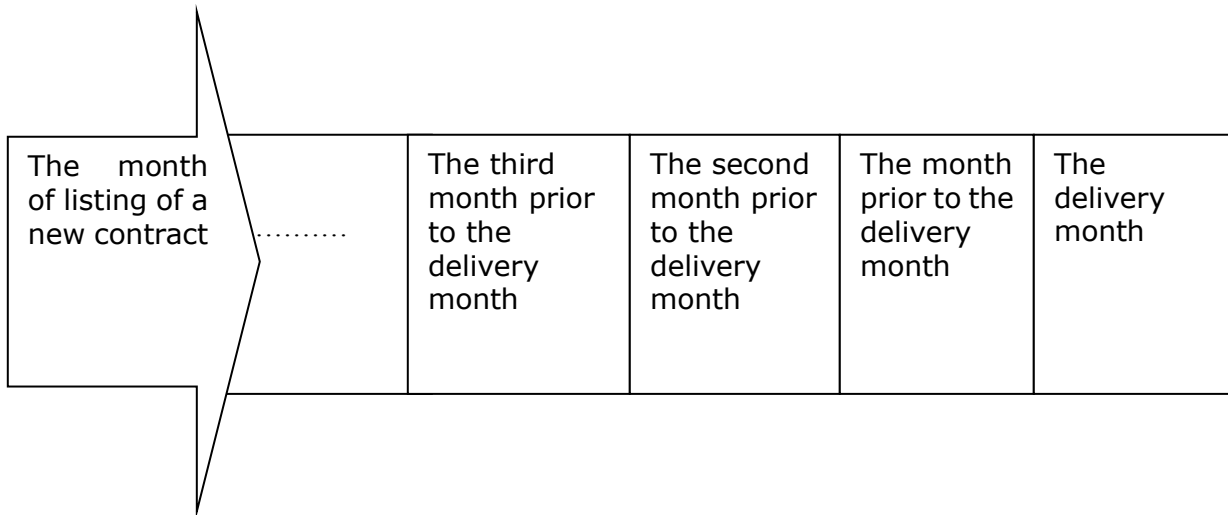 The month
of listing of a
new contract
..........
The third
month prior
to the
delivery
month
The second
month prior
to the
delivery
month
The month
prior to the
delivery
month
The
delivery
month